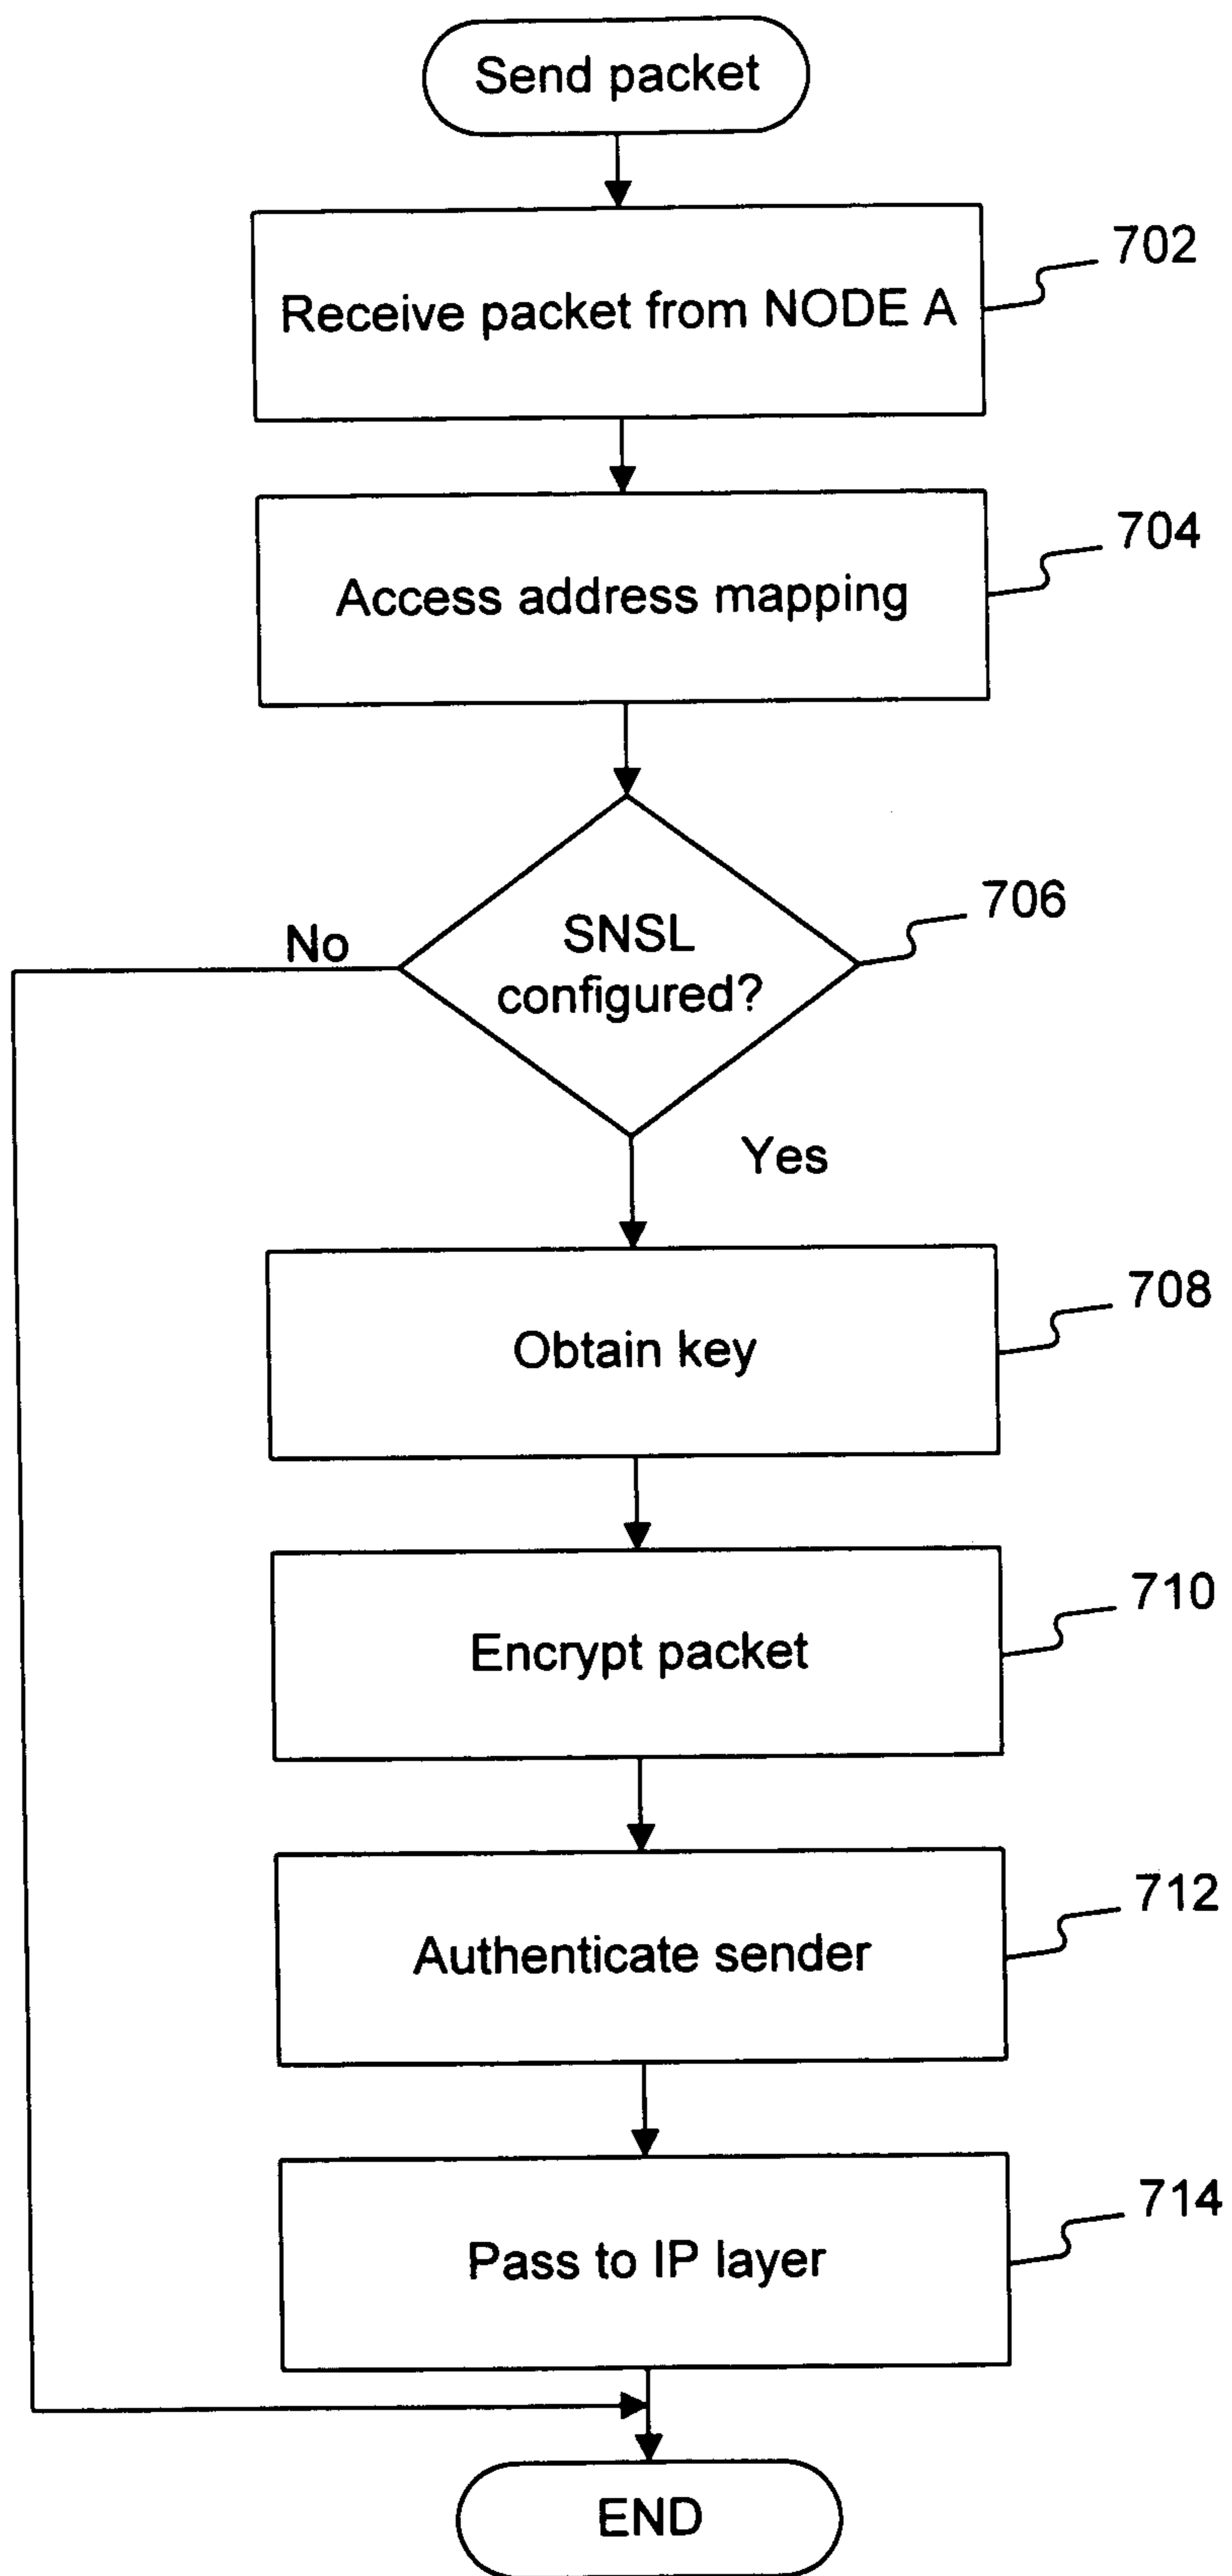 Send packet
Receive packet from NODE A
702
Access address mapping
704
SNSL
configured?
706
No
Yes
Obtain key
708
Encrypt packet
710
Authenticate sender
712
Pass to IP layer
714
END